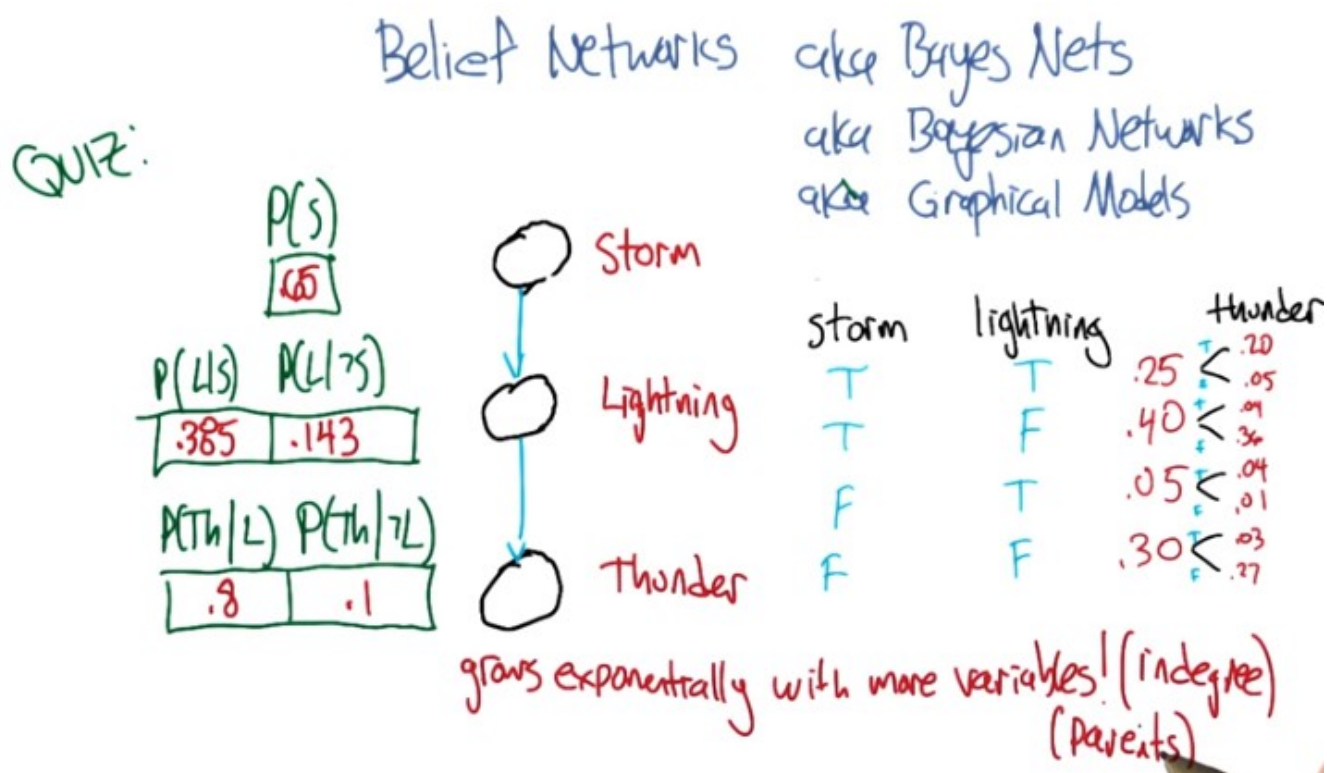 Belief Networks aka Bayes Nets
aka Bayesian Networks
aka Graphical Models
QUIZ:
P(S)
.65
P(L|S) P(L|¬S)
.385 .143
P(Th|L) P(Th|¬L)
.8 .1
Storm
Lightning
Thunder
storm lightning thunder
T T .25 T .20
F .05
T F .40 T .04
F .36
F T .05 T .04
F .01
F F .30 T .03
F .27
grows exponentially with more variables! (indegree)
(parents)